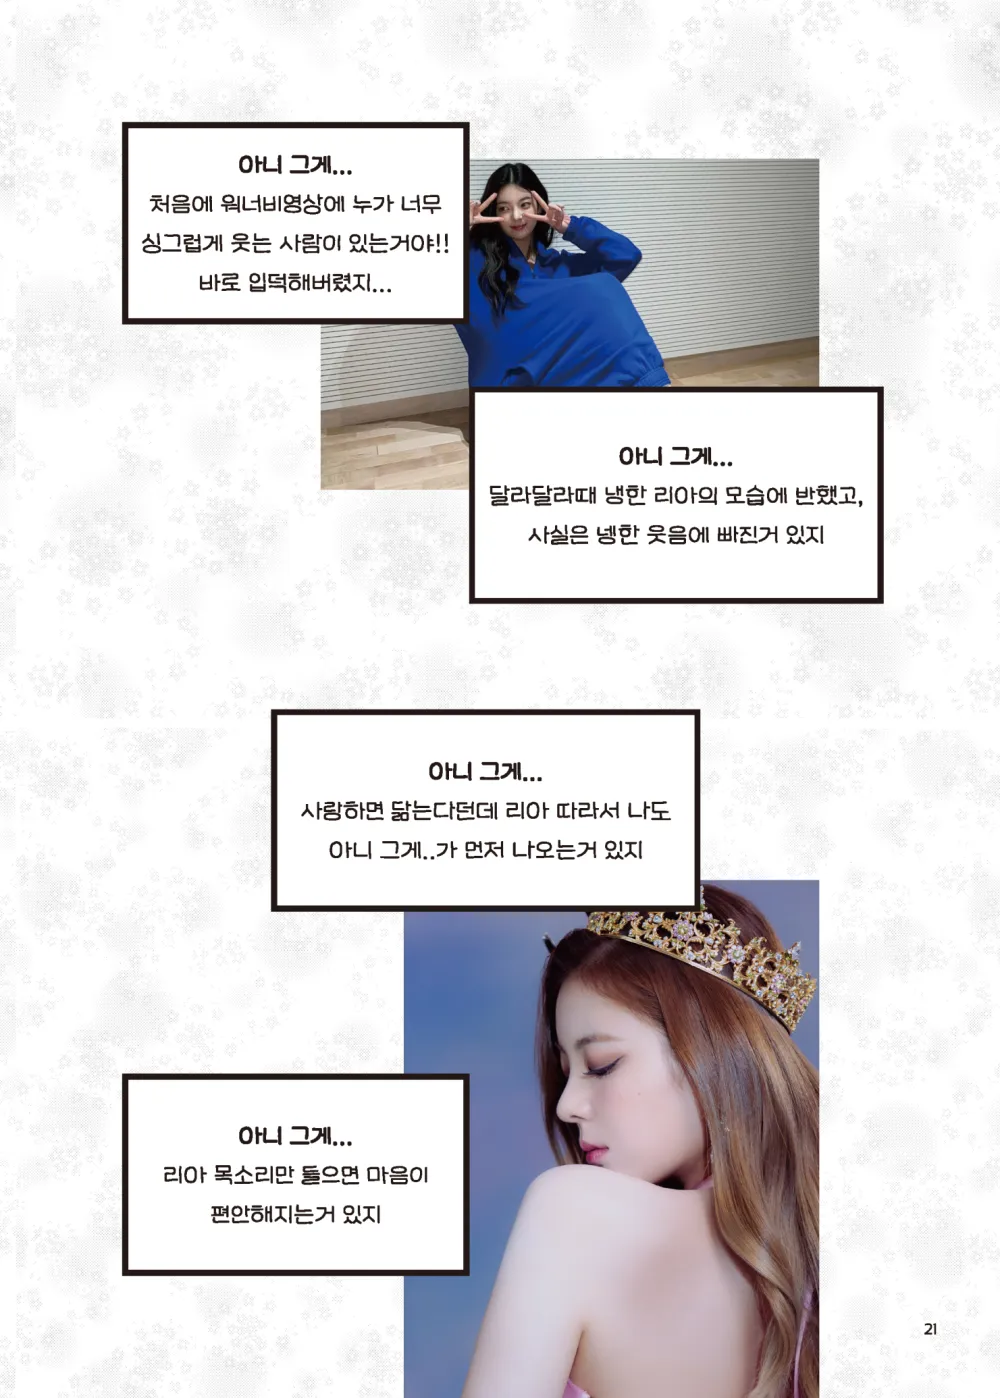 아니 그게...
처음에 워너비영상에 누가 너무
싱그럽게 웃는 사람이 있는거야!!
바로 입덕해버렸지...
아니 그게...
달라달라때 냉한 리아의 모습에 반했고,
사실은 넹한 웃음에 빠진거 있지
아니 그게...
사랑하면 닮는다던데 리아 따라서 나도
아니 그게..가 먼저 나오는거 있지
아니 그게...
리아 목소리만 들으면 마음이
편안해지는거 있지
21